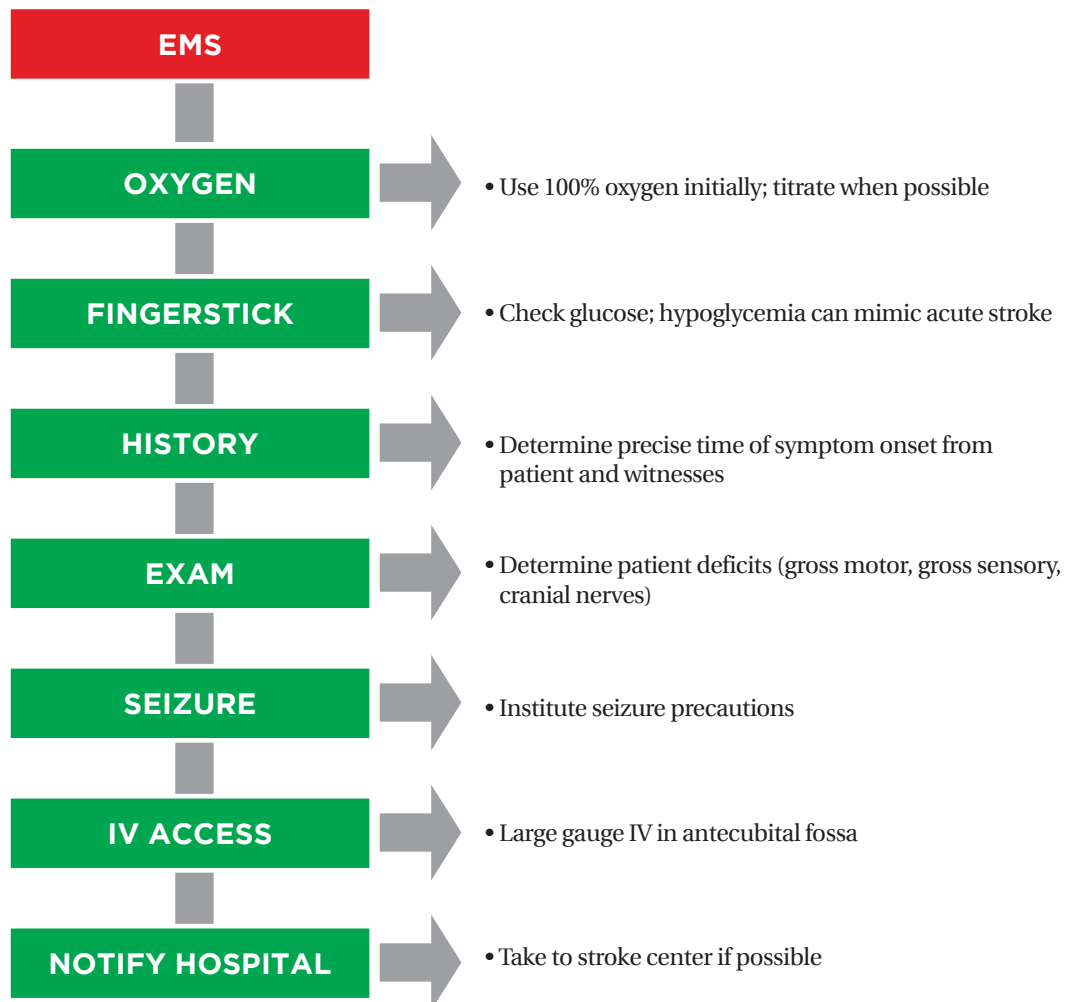 EMS
OXYGEN
• Use 100% oxygen initially; titrate when possible
FINGERSTICK
• Check glucose; hypoglycemia can mimic acute stroke
HISTORY
• Determine precise time of symptom onset from
patient and witnesses
EXAM
• Determine patient deficits (gross motor, gross sensory,
cranial nerves)
SEIZURE
• Institute seizure precautions
IV ACCESS
• Large gauge IV in antecubital fossa
NOTIFY HOSPITAL
• Take to stroke center if possible